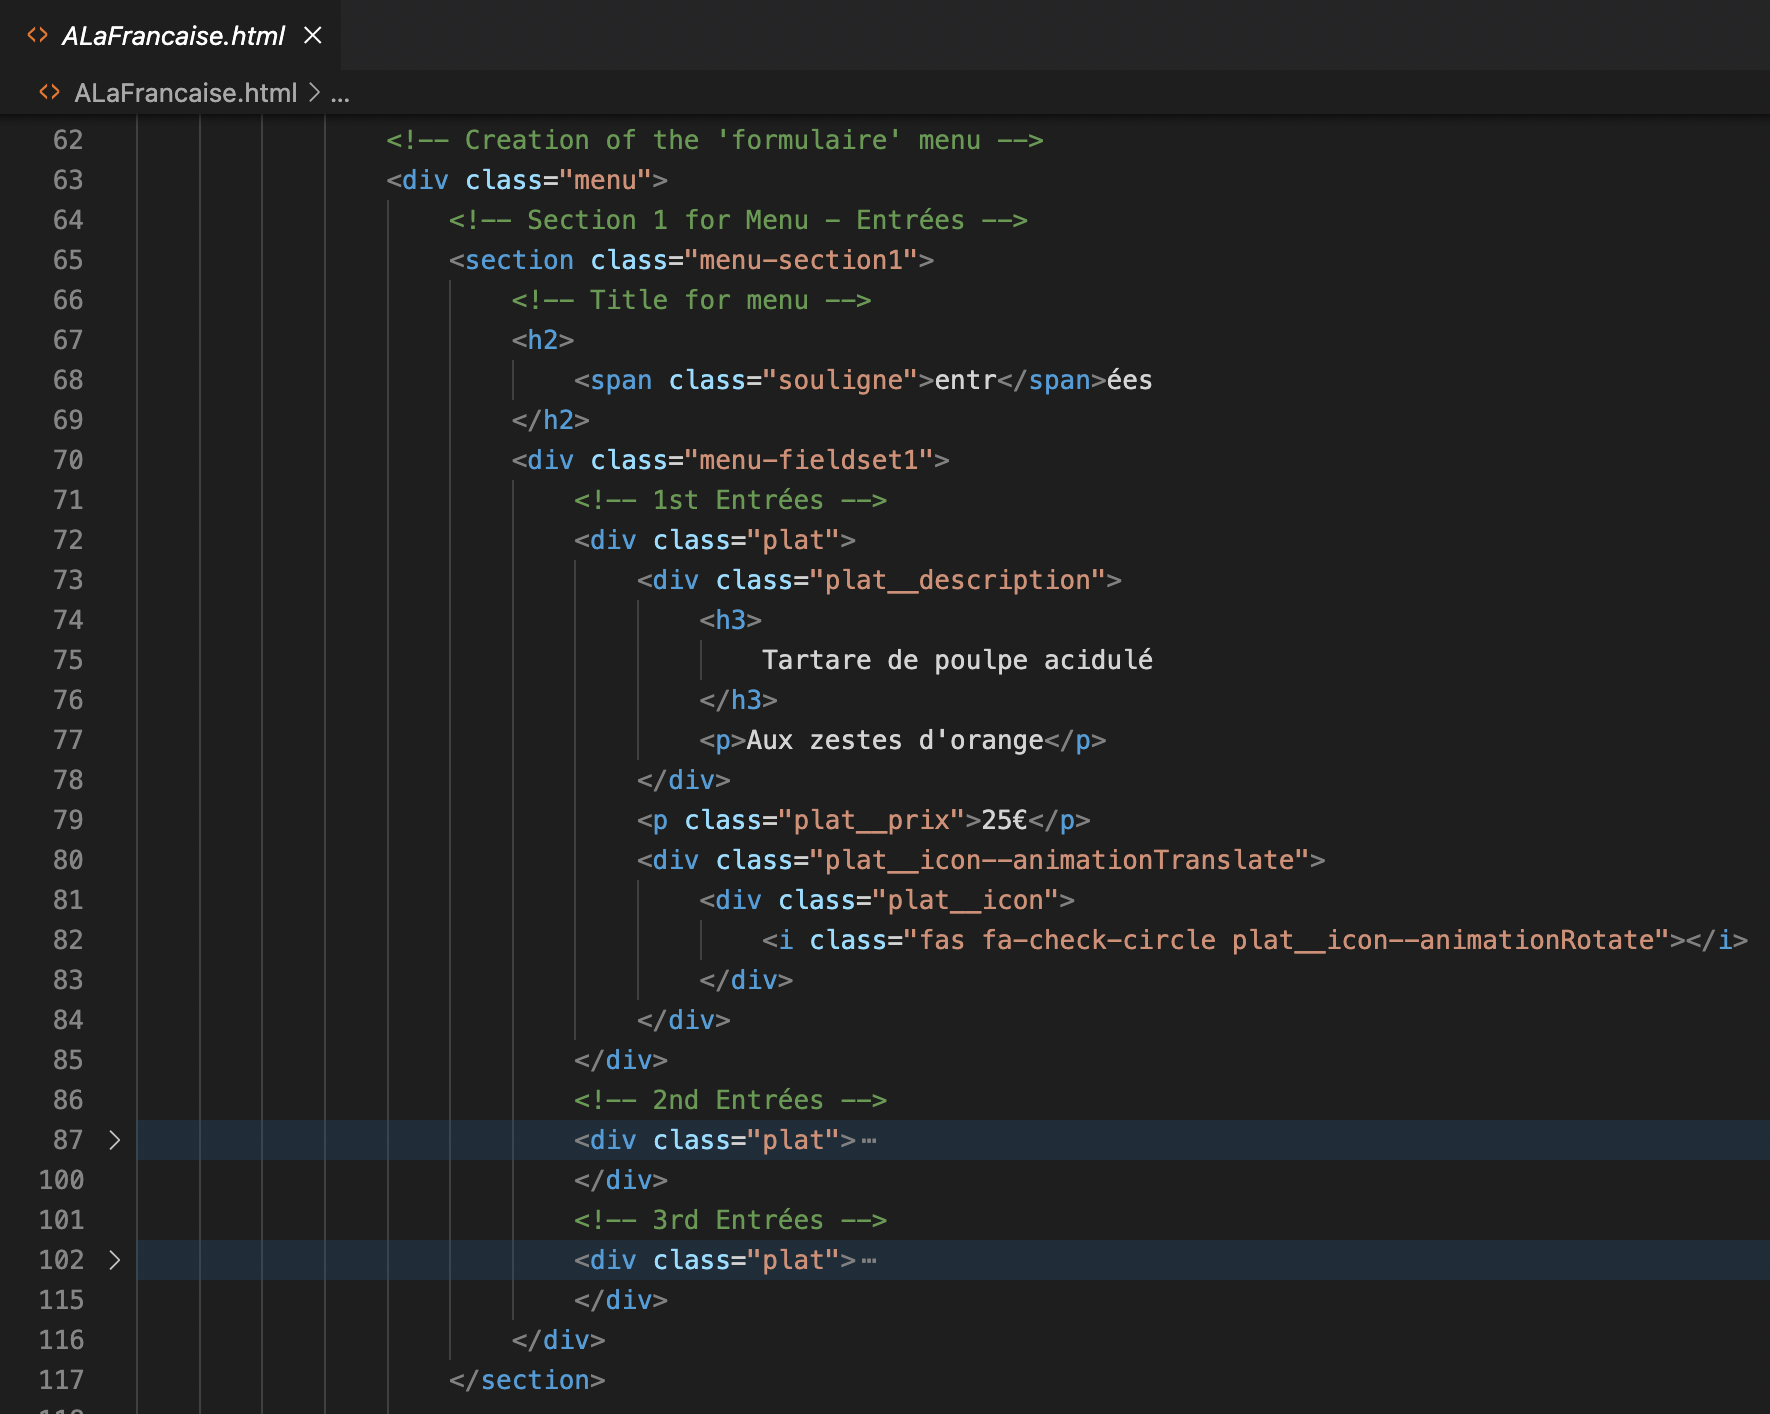 ALaFrancaise.html
ALaFrancaise.html > ...
62 <!-- Creation of the 'formulaire' menu -->
63 <div class="menu">
64 <!-- Section 1 for Menu - Entrées -->
65 <section class="menu-section1">
66 <!-- Title for menu -->
67 <h2>
68 <span class="souligne">entr</span>ées
69 </h2>
70 <div class="menu-fieldset1">
71 <!-- 1st Entrées -->
72 <div class="plat">
73 <div class="plat__description">
74 <h3>
75 Tartare de poulpe acidulé
76 </h3>
77 <p>Aux zestes d'orange</p>
78 </div>
79 <p class="plat__prix">25€</p>
80 <div class="plat__icon--animationTranslate">
81 <div class="plat__icon">
82 <i class="fas fa-check-circle plat__icon--animationRotate"></i>
83 </div>
84 </div>
85 </div>
86 <!-- 2nd Entrées -->
87 <div class="plat">…
100 </div>
101 <!-- 3rd Entrées -->
102 <div class="plat">…
115 </div>
116 </div>
117 </section>